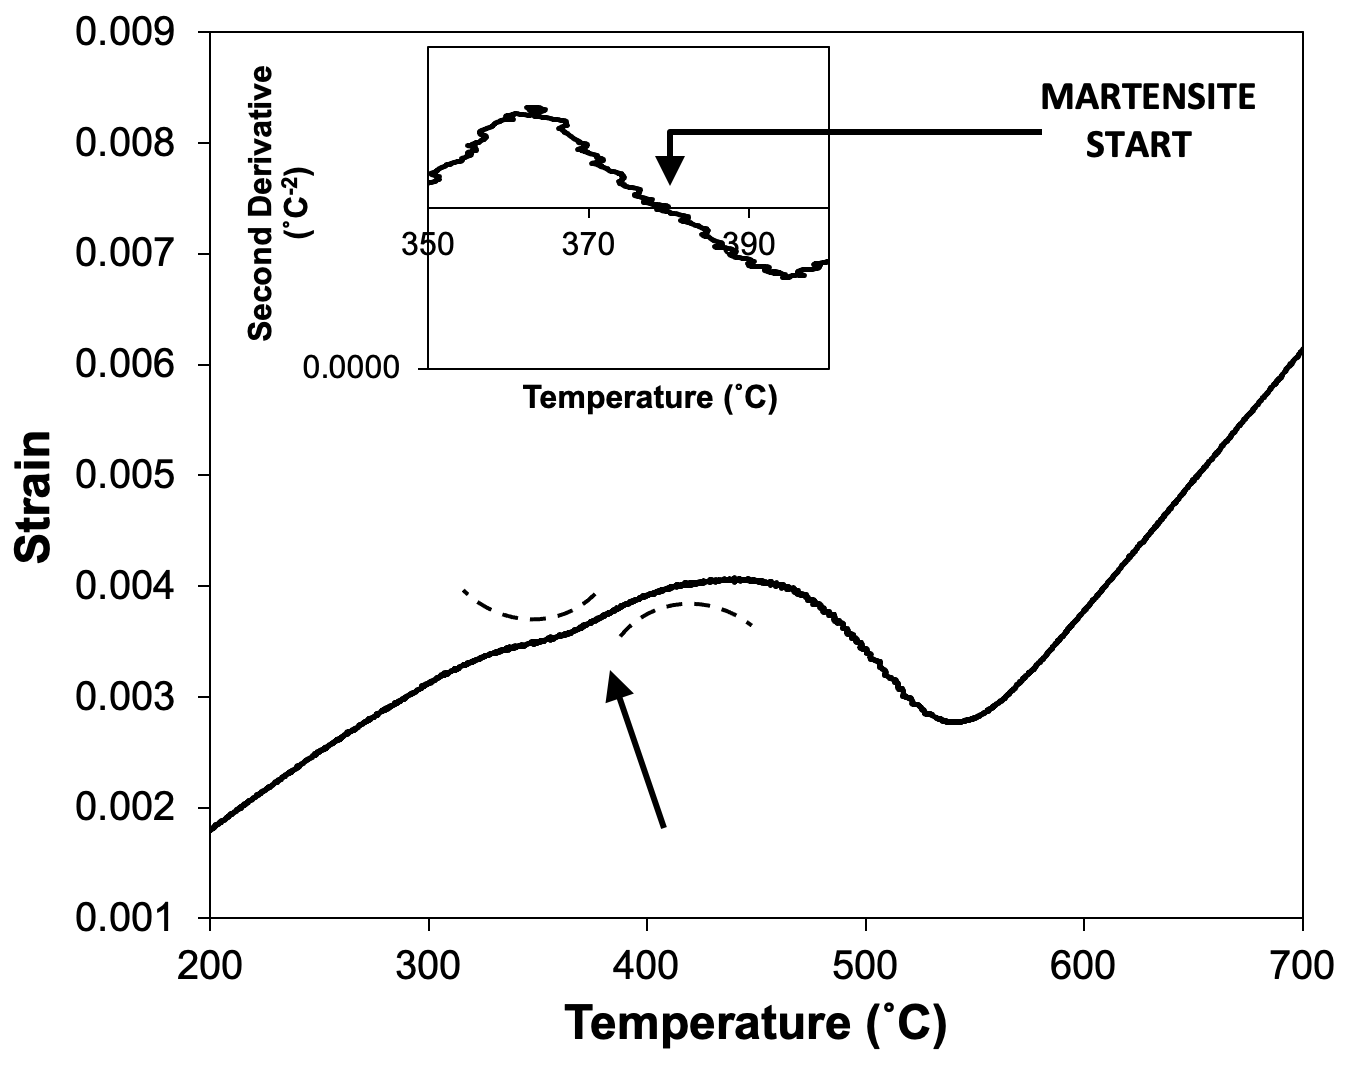 0.009
0.008
0.007
0.006
0.005
0.004
0.003
0.002
0.001
Strain
200 300 400 500 600 700
Temperature (˚C)
Second Derivative
(˚C-2)
350 370 390
0.0000
Temperature (˚C)
MARTENSITE
START